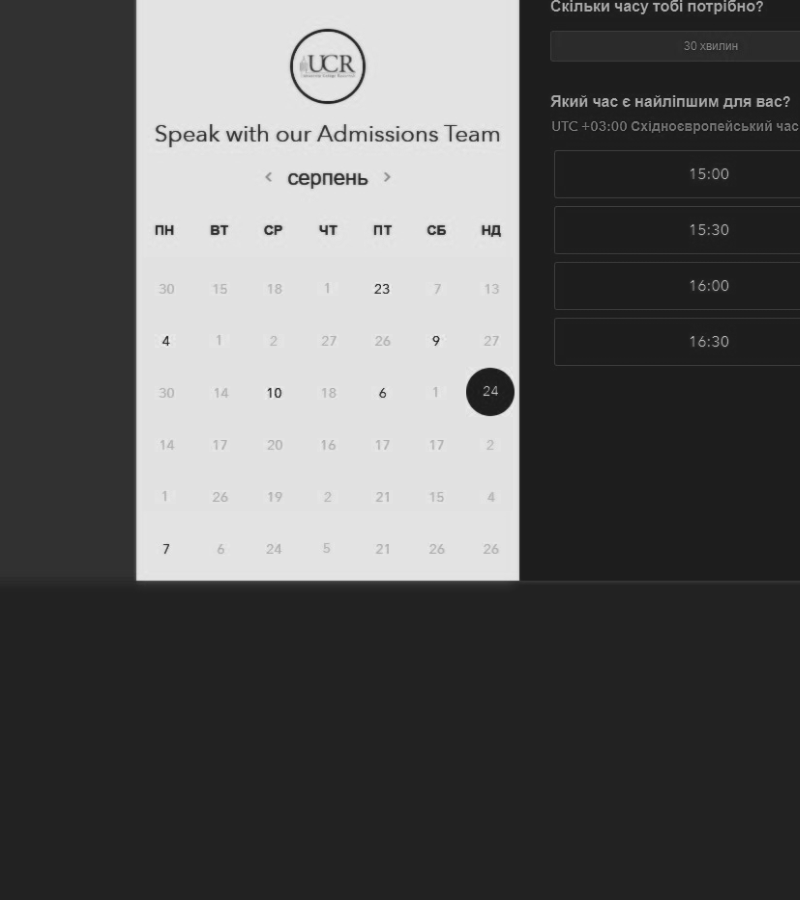 UCR
Speak with our Admissions Team
< серпень >
ПН ВТ СР ЧТ ПТ СБ НД
30 15 18 1 23 7 13
4 1 2 27 26 9 27
30 14 10 18 6 1 24
14 17 20 16 17 17 2
1 26 19 2 21 15 4
7 6 24 5 21 26 26
Скільки часу тобі потрібно?
30 хвилин
Який час є найліпшим для вас?
UTC +03:00 Східноєвропейський час
15:00
15:30
16:00
16:30